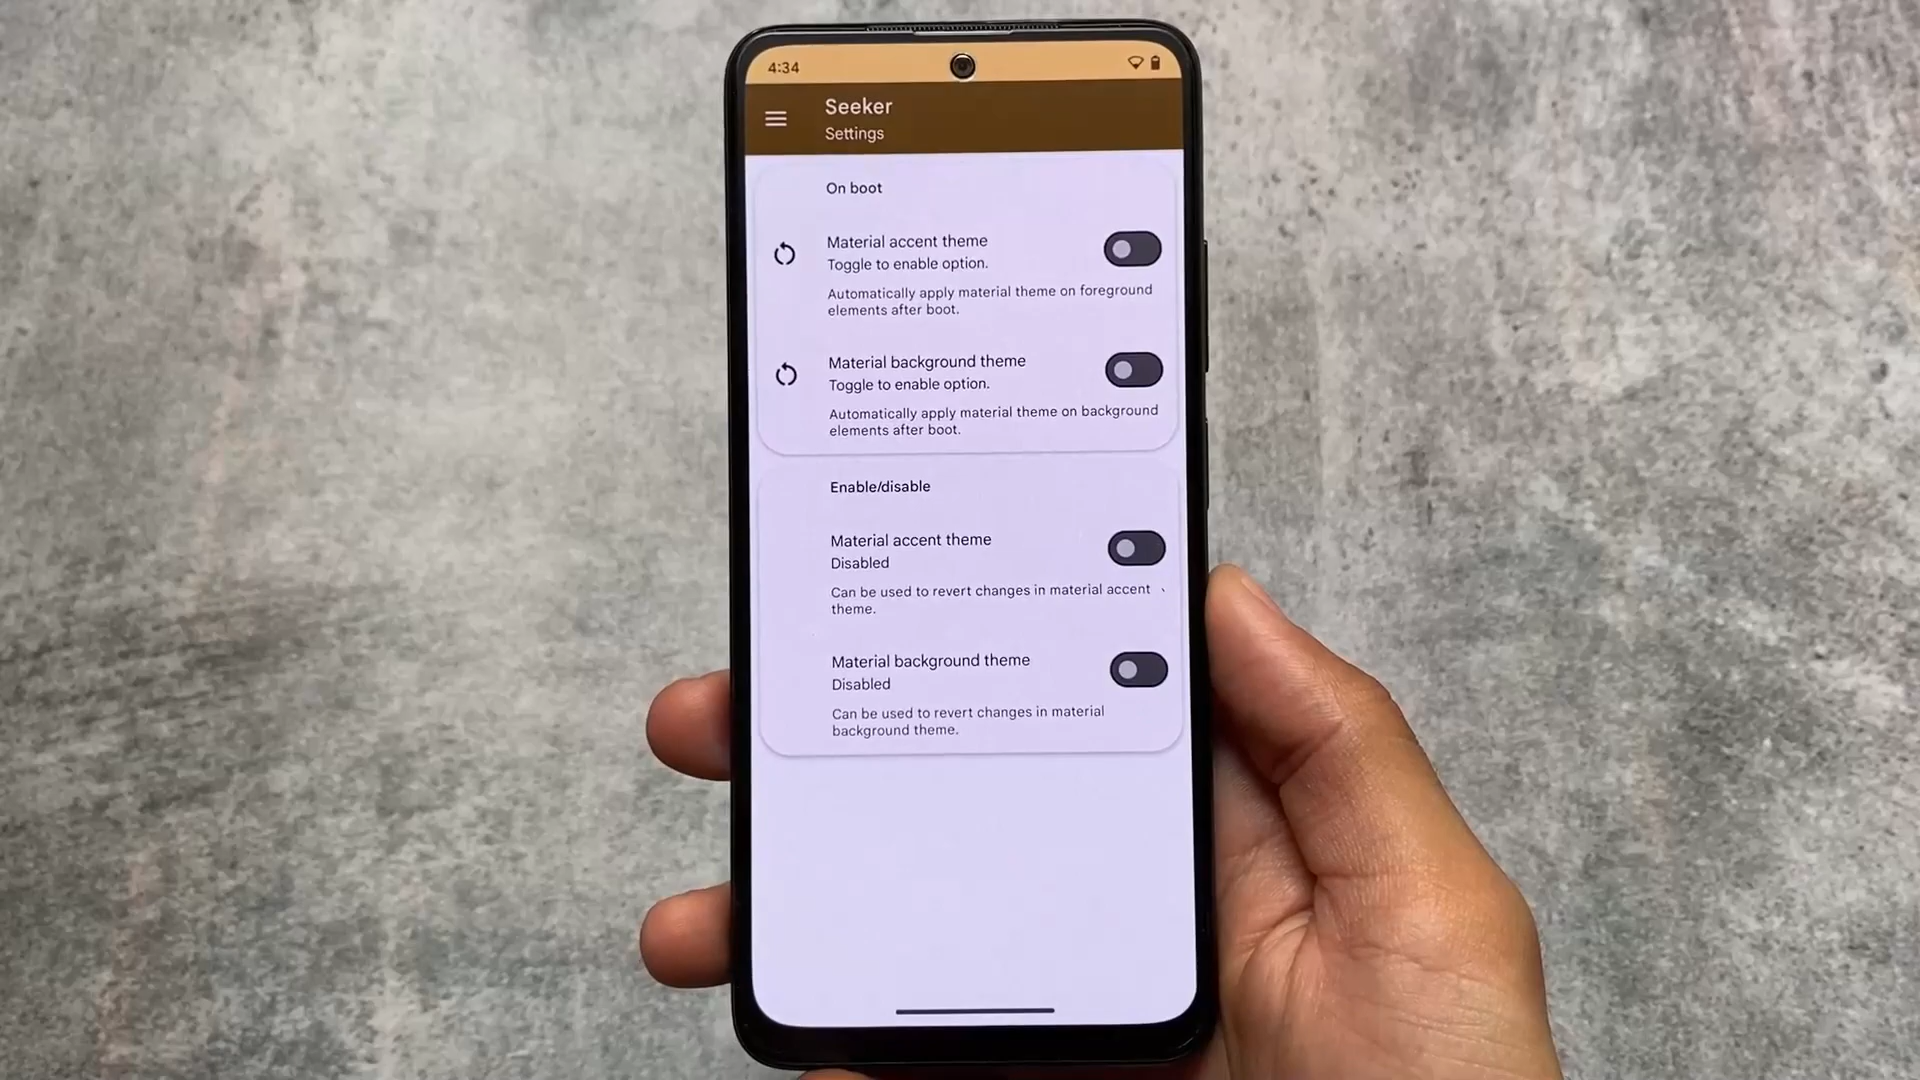 4:34
Seeker
Settings
On boot
Material accent theme
Toggle to enable option.
Automatically apply material theme on foreground
elements after boot.
Material background theme
Toggle to enable option.
Automatically apply material theme on background
elements after boot.
Enable/disable
Material accent theme
Disabled
Can be used to revert changes in material accent
theme.
Material background theme
Disabled
Can be used to revert changes in material
background theme.